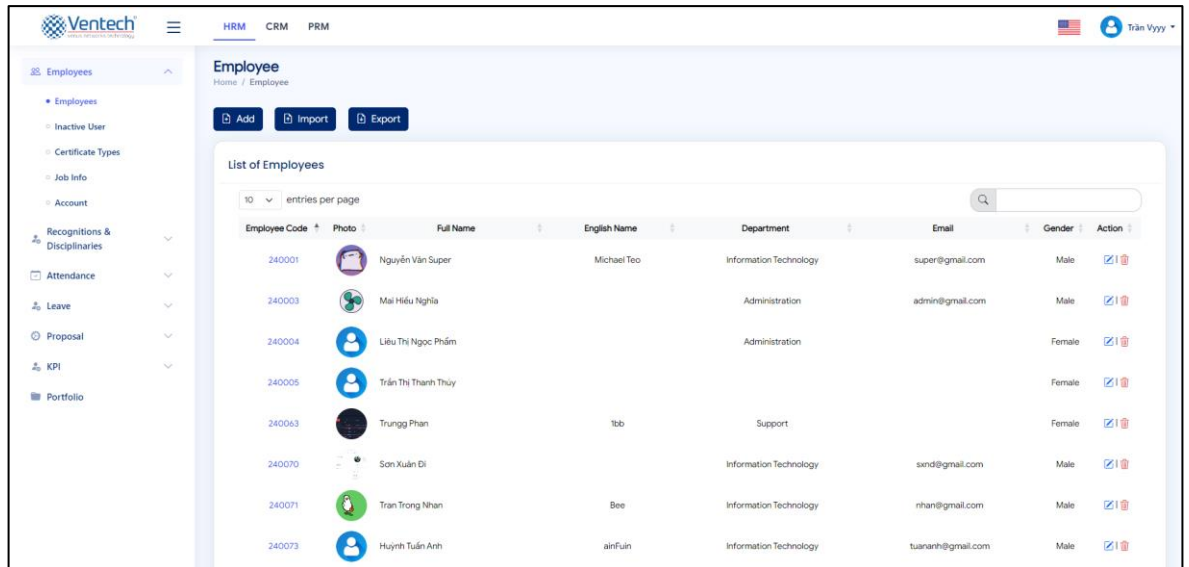 Ventech
HRM CRM PRM
Trần Vyyy
Employees
Employees
Inactive User
Certificate Types
Job Info
Account
Recognitions &
Disciplinaries
Attendance
Leave
Proposal
KPI
Portfolio
Employee
Home / Employee
Add Import Export
List of Employees
10 entries per page
Employee Code Photo Full Name English Name Department Email Gender Action
240001 Nguyễn Văn Super Michael Teo Information Technology super@gmail.com Male
240003 Mai Hiếu Nghĩa Administration admin@gmail.com Male
240004 Liêu Thị Ngọc Phẩm Administration Female
240005 Trần Thị Thanh Thúy Female
240063 Trungg Phan 1bb Support Female
240070 Sơn Xuân Đi Information Technology sxnd@gmail.com Male
240071 Tran Trong Nhan Bee Information Technology nhan@gmail.com Male
240073 Huỳnh Tuấn Anh ainFuin Information Technology tuananh@gmail.com Male